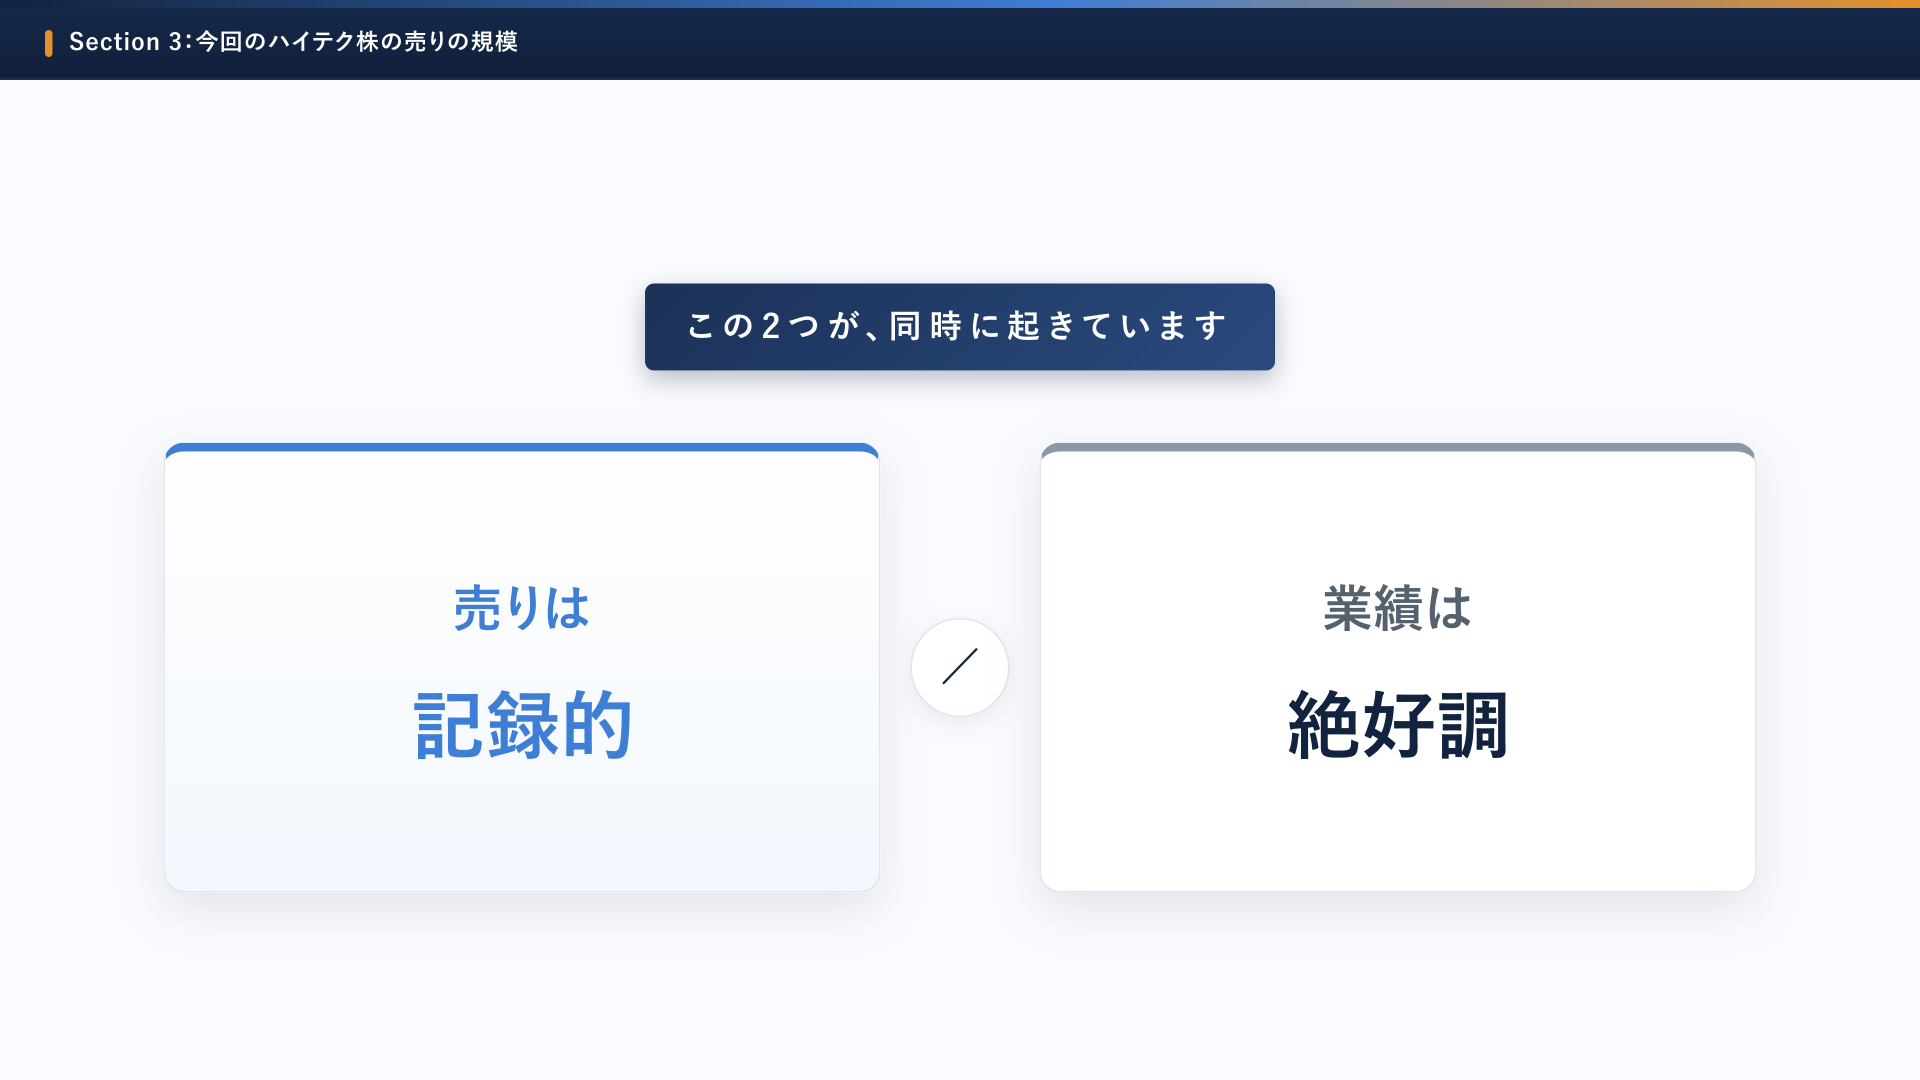 Section 3：今回のハイテク株の売りの規模
この2つが、同時に起きています
売りは
記録的
／
業績は
絶好調